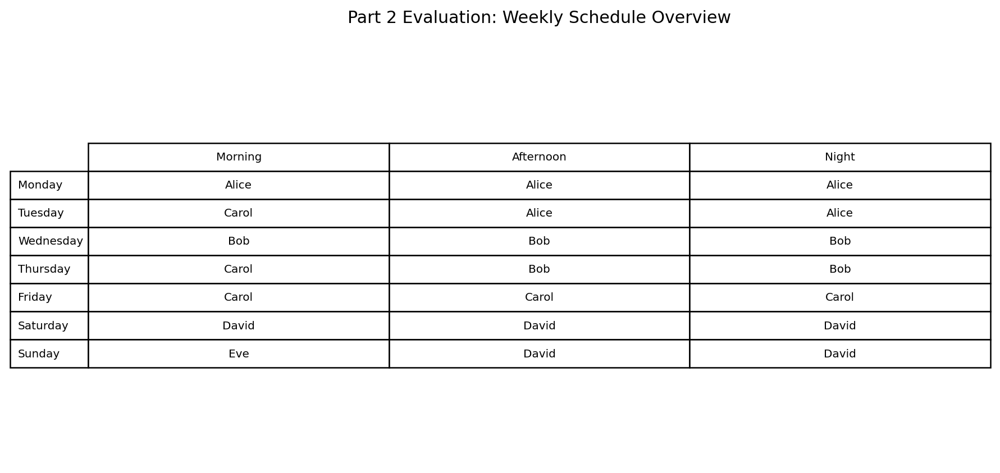 Part 2 Evaluation: Weekly Schedule Overview
Morning Afternoon Night
Monday Alice Alice Alice
Tuesday Carol Alice Alice
Wednesday Bob Bob Bob
Thursday Carol Bob Bob
Friday Carol Carol Carol
Saturday David David David
Sunday Eve David David